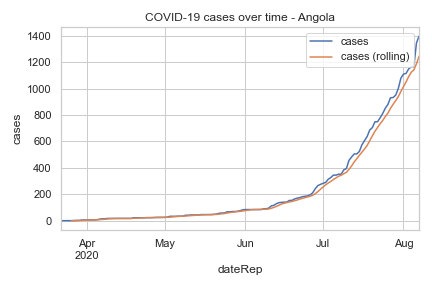 COVID-19 cases over time - Angola
cases
cases (rolling)
1400
1200
1000
800
600
400
200
0
cases
Apr
2020
May
Jun
Jul
Aug
dateRep